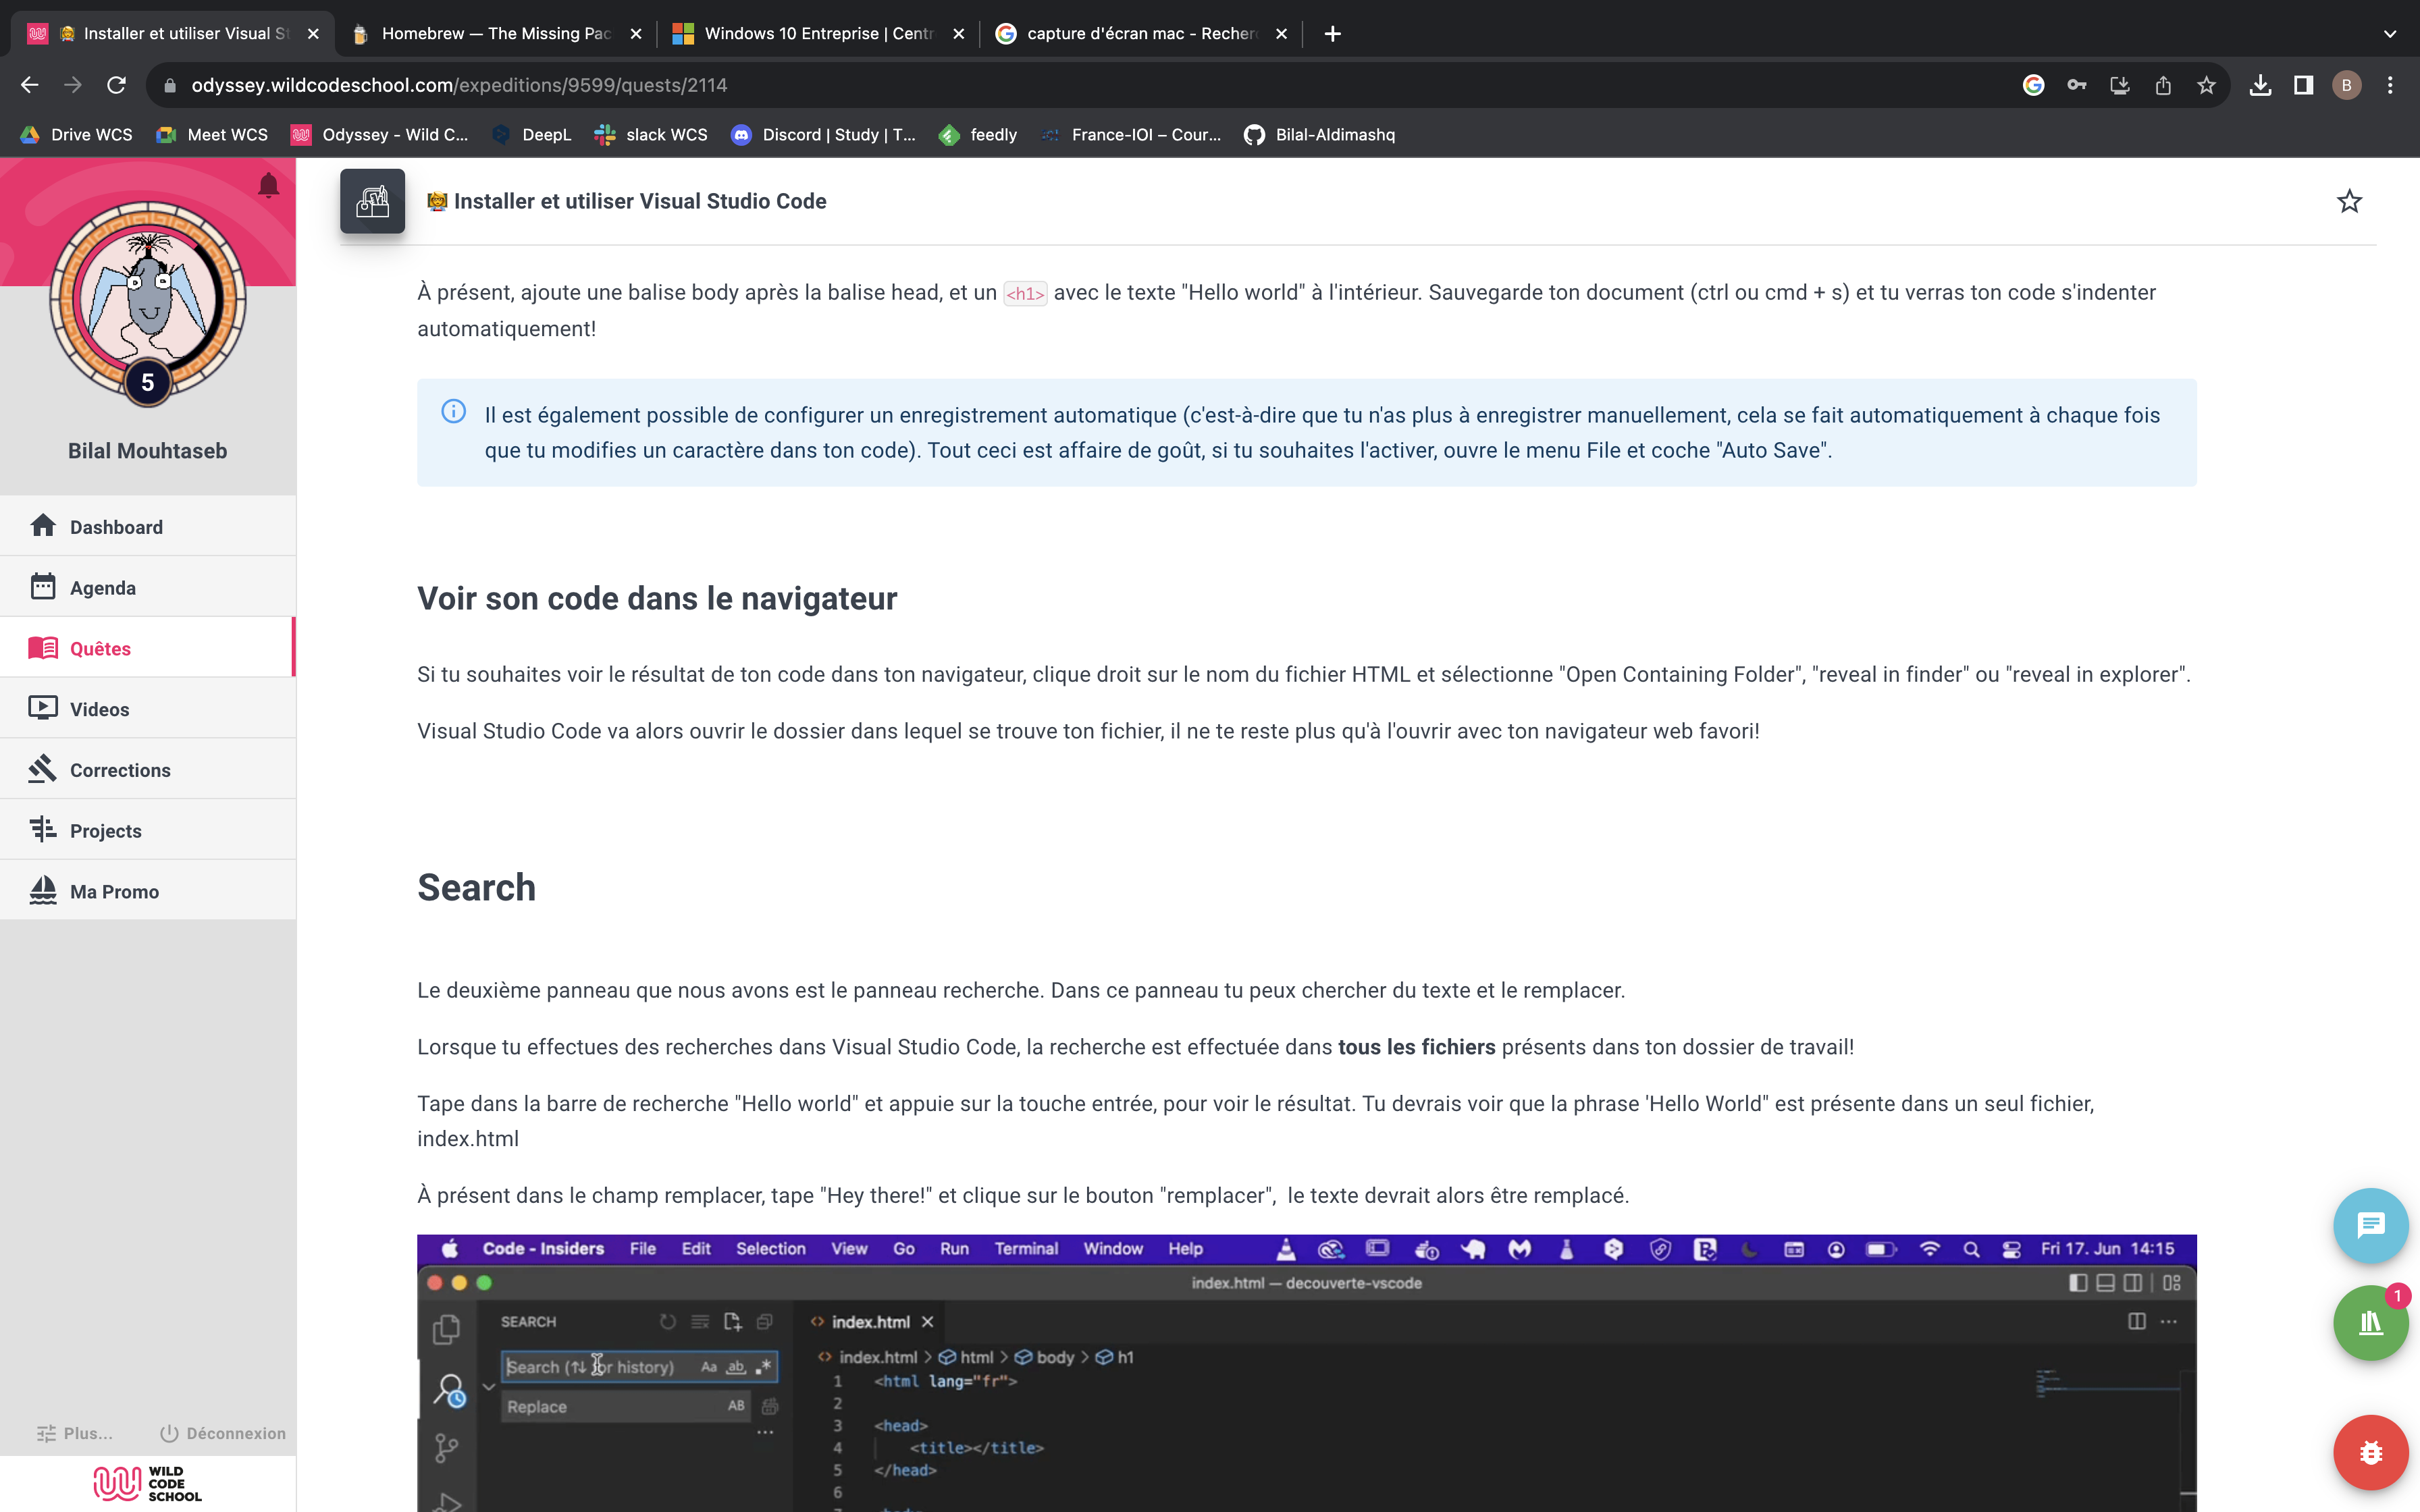 Installer et utiliser Visual St
Homebrew — The Missing Pac
Windows 10 Entreprise | Centr
capture d'écran mac - Recher
odyssey.wildcodeschool.com/expeditions/9599/quests/2114
B
Drive WCS
Meet WCS
Odyssey - Wild C...
DeepL
slack WCS
Discord | Study | T...
feedly
France-IOI – Cour...
Bilal-Aldimashq
5
Bilal Mouhtaseb
Dashboard
Agenda
Quêtes
Videos
Corrections
Projects
Ma Promo
Plus...
Déconnexion
WILD
CODE
SCHOOL
Installer et utiliser Visual Studio Code
À présent, ajoute une balise body après la balise head, et un <h1> avec le texte "Hello world" à l'intérieur. Sauvegarde ton document (ctrl ou cmd + s) et tu verras ton code s'indenter
automatiquement!
Il est également possible de configurer un enregistrement automatique (c'est-à-dire que tu n'as plus à enregistrer manuellement, cela se fait automatiquement à chaque fois
que tu modifies un caractère dans ton code). Tout ceci est affaire de goût, si tu souhaites l'activer, ouvre le menu File et coche "Auto Save".
Voir son code dans le navigateur
Si tu souhaites voir le résultat de ton code dans ton navigateur, clique droit sur le nom du fichier HTML et sélectionne "Open Containing Folder", "reveal in finder" ou "reveal in explorer".
Visual Studio Code va alors ouvrir le dossier dans lequel se trouve ton fichier, il ne te reste plus qu'à l'ouvrir avec ton navigateur web favori!
Search
Le deuxième panneau que nous avons est le panneau recherche. Dans ce panneau tu peux chercher du texte et le remplacer.
Lorsque tu effectues des recherches dans Visual Studio Code, la recherche est effectuée dans tous les fichiers présents dans ton dossier de travail!
Tape dans la barre de recherche "Hello world" et appuie sur la touche entrée, pour voir le résultat. Tu devrais voir que la phrase 'Hello World" est présente dans un seul fichier,
index.html
À présent dans le champ remplacer, tape "Hey there!" et clique sur le bouton "remplacer", le texte devrait alors être remplacé.
Code - Insiders File Edit Selection View Go Run Terminal Window Help Fri 17. Jun 14:15
index.html — decouverte-vscode
SEARCH
Search (↑↓ for history) Aa ab .*
Replace AB
index.html
index.html > html > body > h1
1 <html lang="fr">
2
3 <head>
4 <title></title>
5 </head>
6
1